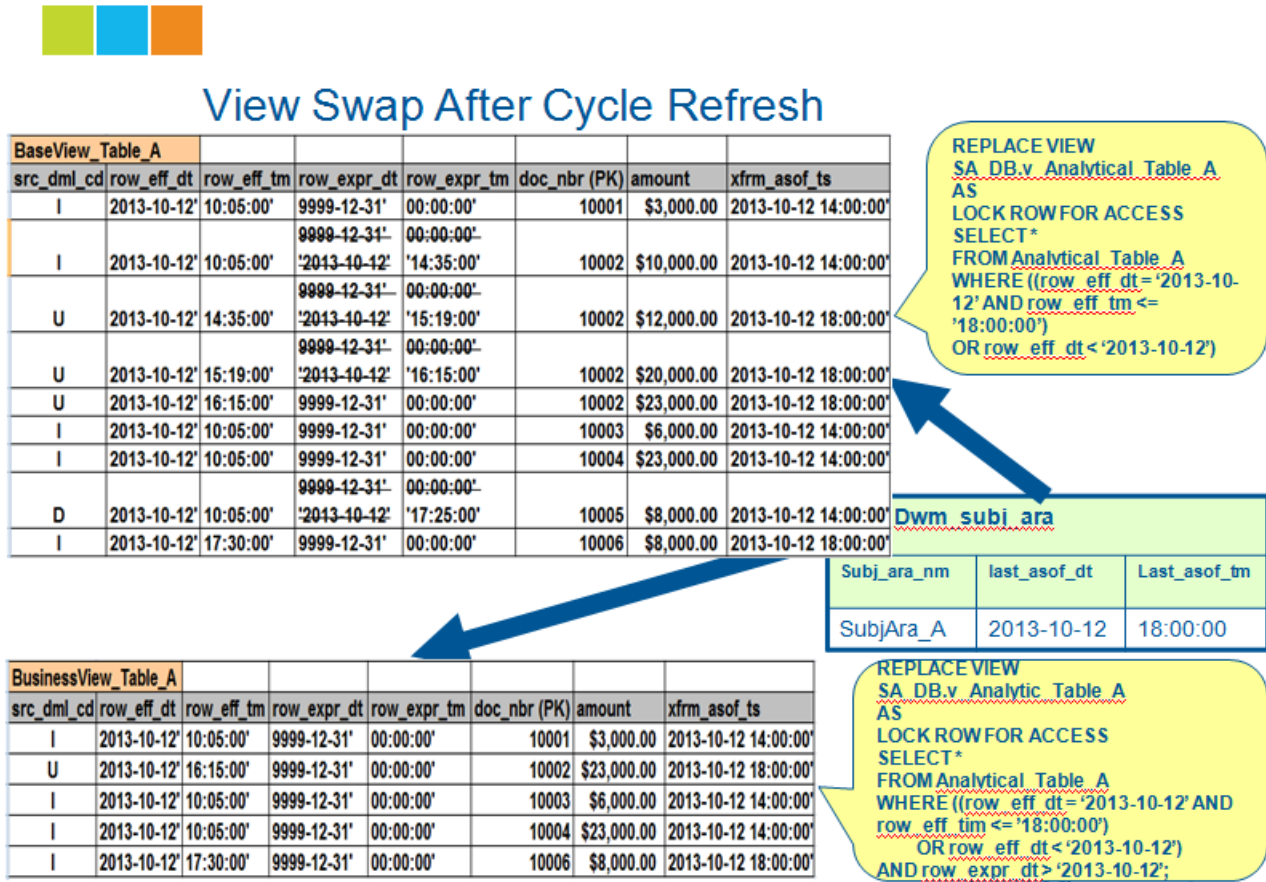 View Swap After Cycle Refresh
BaseView_Table_A
src_dml_cd row_eff_dt row_eff_tm row_expr_dt row_expr_tm doc_nbr (PK) amount xfrm_asof_ts
I 2013-10-12' 10:05:00' 9999-12-31' 00:00:00' 10001 $3,000.00 2013-10-12 14:00:00'
9999-12-31' 00:00:00'
I 2013-10-12' 10:05:00' '2013-10-12' '14:35:00' 10002 $10,000.00 2013-10-12 14:00:00'
9999-12-31' 00:00:00'
U 2013-10-12' 14:35:00' '2013-10-12' '15:19:00' 10002 $12,000.00 2013-10-12 18:00:00'
9999-12-31' 00:00:00'
U 2013-10-12' 15:19:00' '2013-10-12' '16:15:00' 10002 $20,000.00 2013-10-12 18:00:00'
U 2013-10-12' 16:15:00' 9999-12-31' 00:00:00' 10002 $23,000.00 2013-10-12 18:00:00'
I 2013-10-12' 10:05:00' 9999-12-31' 00:00:00' 10003 $6,000.00 2013-10-12 14:00:00'
I 2013-10-12' 10:05:00' 9999-12-31' 00:00:00' 10004 $23,000.00 2013-10-12 14:00:00'
9999-12-31' 00:00:00'
D 2013-10-12' 10:05:00' '2013-10-12' '17:25:00' 10005 $8,000.00 2013-10-12 14:00:00'
I 2013-10-12' 17:30:00' 9999-12-31' 00:00:00' 10006 $8,000.00 2013-10-12 18:00:00'
REPLACE VIEW
SA_DB.v_Analytical_Table_A
AS
LOCK ROW FOR ACCESS
SELECT *
FROM Analytical_Table_A
WHERE ((row_eff_dt = ‘2013-10-
12’ AND row_eff_tm <=
’18:00:00’)
OR row_eff_dt < ‘2013-10-12’)
Dwm_subj_ara
Subj_ara_nm last_asof_dt Last_asof_tm
SubjAra_A 2013-10-12 18:00:00
BusinessView_Table_A
src_dml_cd row_eff_dt row_eff_tm row_expr_dt row_expr_tm doc_nbr (PK) amount xfrm_asof_ts
I 2013-10-12' 10:05:00' 9999-12-31' 00:00:00' 10001 $3,000.00 2013-10-12 14:00:00'
U 2013-10-12' 16:15:00' 9999-12-31' 00:00:00' 10002 $23,000.00 2013-10-12 18:00:00'
I 2013-10-12' 10:05:00' 9999-12-31' 00:00:00' 10003 $6,000.00 2013-10-12 14:00:00'
I 2013-10-12' 10:05:00' 9999-12-31' 00:00:00' 10004 $23,000.00 2013-10-12 14:00:00'
I 2013-10-12' 17:30:00' 9999-12-31' 00:00:00' 10006 $8,000.00 2013-10-12 18:00:00'
REPLACE VIEW
SA_DB.v_Analytic_Table_A
AS
LOCK ROW FOR ACCESS
SELECT *
FROM Analytical_Table_A
WHERE ((row_eff_dt = ‘2013-10-12’ AND
row_eff_tim <= ’18:00:00’)
OR row_eff_dt < ‘2013-10-12’)
AND row_expr_dt > ‘2013-10-12’;